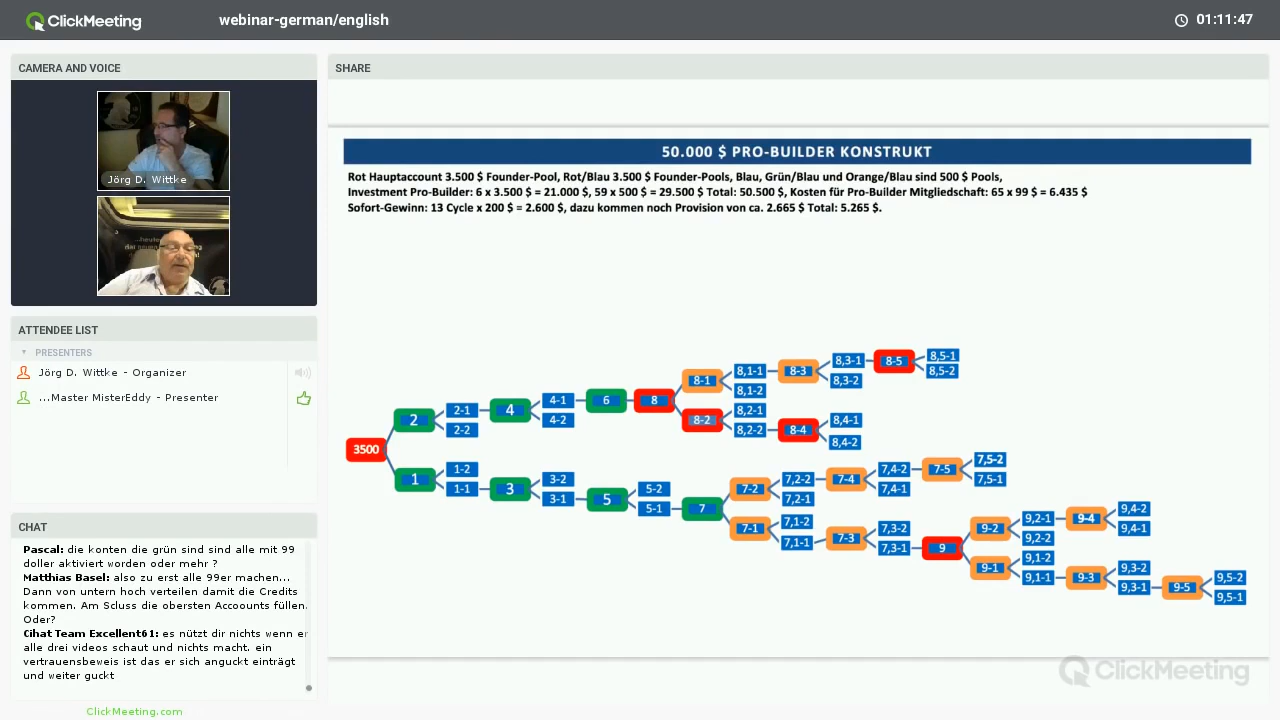 ClickMeeting
webinar-german/english
01:11:47
CAMERA AND VOICE
Jörg D. Wittke
ATTENDEE LIST
PRESENTERS
Jörg D. Wittke - Organizer
...Master MisterEddy - Presenter
CHAT
Pascal: die konten die grün sind sind alle mit 99
doller aktiviert worden oder mehr ?
Matthias Basel: also zu erst alle 99er machen...
Dann von untern hoch verteilen damit die Credits
kommen. Am Scluss die obersten Accoounts füllen.
Oder?
Cihat Team Excellent61: es nützt dir nichts wenn er
alle drei videos schaut und nichts macht. ein
vertrauensbeweis ist das er sich anguckt einträgt
und weiter guckt
ClickMeeting.com
SHARE
50.000 $ PRO-BUILDER KONSTRUKT
Rot Hauptaccount 3.500 $ Founder-Pool, Rot/Blau 3.500 $ Founder-Pools, Blau, Grün/Blau und Orange/Blau sind 500 $ Pools,
Investment Pro-Builder: 6 x 3.500 $ = 21.000 $, 59 x 500 $ = 29.500 $ Total: 50.500 $, Kosten für Pro-Builder Mitgliedschaft: 65 x 99 $ = 6.435 $
Sofort-Gewinn: 13 Cycle x 200 $ = 2.600 $, dazu kommen noch Provision von ca. 2.665 $ Total: 5.265 $.
8,5-1
8,3-1 8-5
8,5-2
8,1-1 8-3
8-1 8,3-2
8,1-2
4-1 6 8
2-1 4 8,2-1
2 4-2 8-2 8,4-1
2-2 8,2-2 8-4
8,4-2
3500
7,5-2
1-2 7,4-2 7-5
1 3-2 7,2-2 7-4 7,5-1
1-1 3 5-2 7-2 7,4-1
3-1 5 7,2-1
5-1 7 9,4-2
7,1-2 7,3-2 9,2-1 9-4
7-1 7-3 9-2 9,4-1
7,1-1 7,3-1 9 9,2-2
9,1-2
9-1 9,3-2
9,1-1 9-3 9,5-2
9,3-1 9-5
9,5-1
ClickMeeting